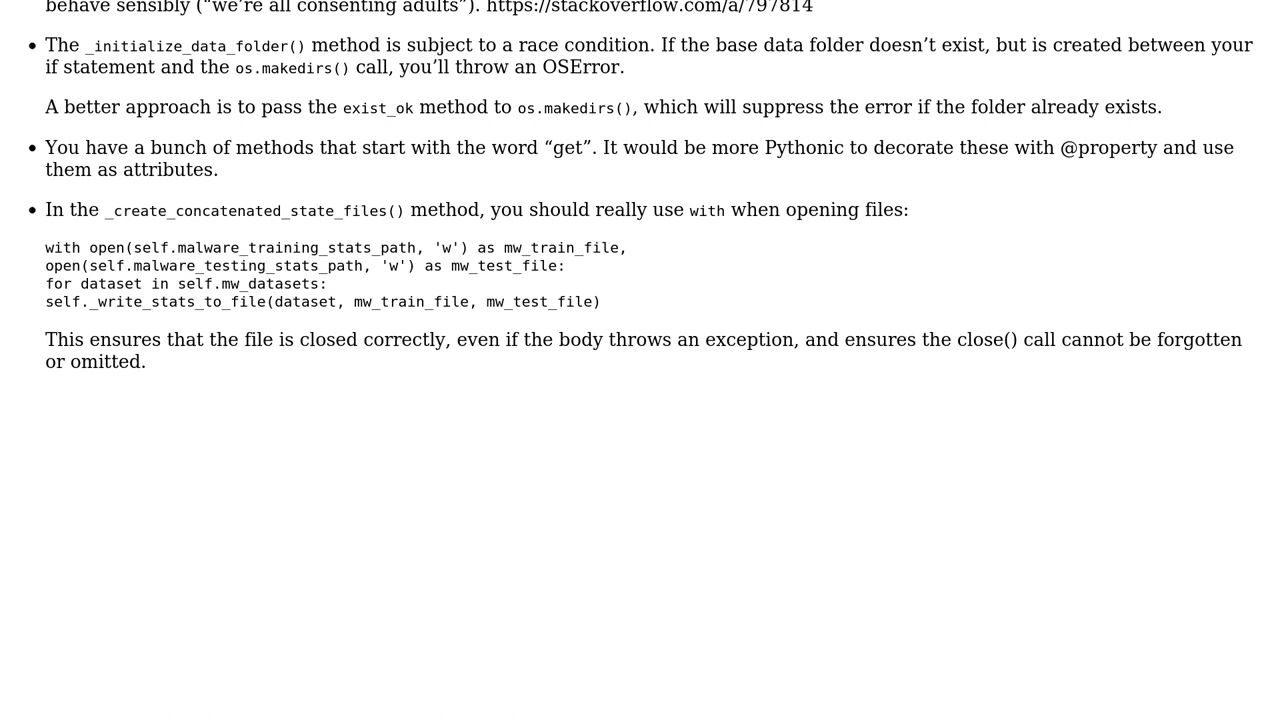 behave sensibly (“we’re all consenting adults”). https://stackoverflow.com/a/797814
• The _initialize_data_folder() method is subject to a race condition. If the base data folder doesn’t exist, but is created between your
if statement and the os.makedirs() call, you’ll throw an OSError.
A better approach is to pass the exist_ok method to os.makedirs(), which will suppress the error if the folder already exists.
• You have a bunch of methods that start with the word “get”. It would be more Pythonic to decorate these with @property and use
them as attributes.
• In the _create_concatenated_state_files() method, you should really use with when opening files:
with open(self.malware_training_stats_path, 'w') as mw_train_file,
open(self.malware_testing_stats_path, 'w') as mw_test_file:
for dataset in self.mw_datasets:
self._write_stats_to_file(dataset, mw_train_file, mw_test_file)
This ensures that the file is closed correctly, even if the body throws an exception, and ensures the close() call cannot be forgotten
or omitted.